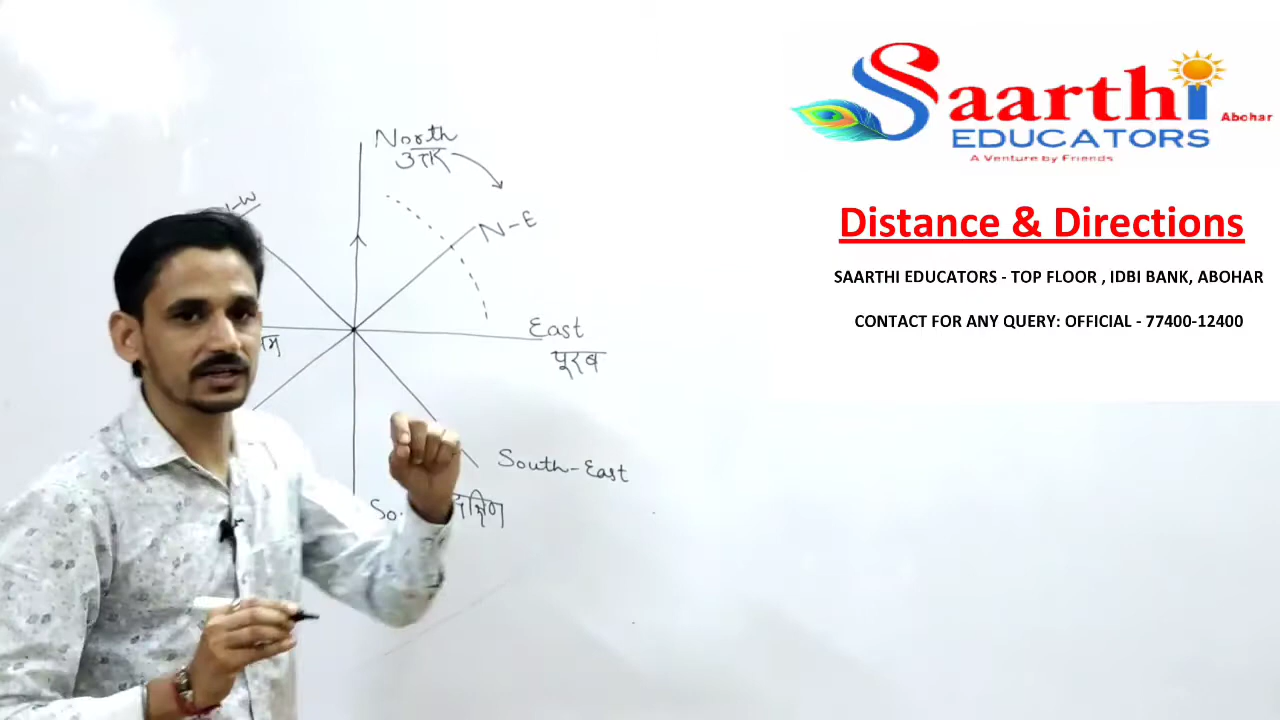 North
उत्तर
N-E
East
पूरब
South-East
Saarthi
Abohar
EDUCATORS
A Venture by Friends
Distance & Directions
SAARTHI EDUCATORS - TOP FLOOR , IDBI BANK, ABOHAR
CONTACT FOR ANY QUERY: OFFICIAL - 77400-12400